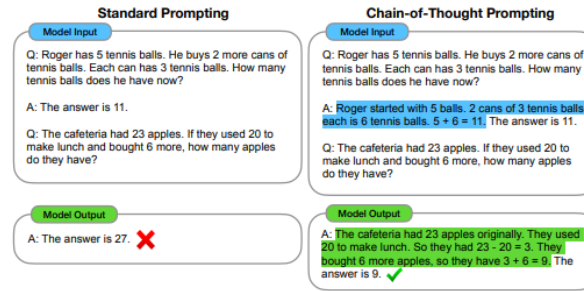 Standard Prompting
Model Input
Q: Roger has 5 tennis balls. He buys 2 more cans of
tennis balls. Each can has 3 tennis balls. How many
tennis balls does he have now?
A: The answer is 11.
Q: The cafeteria had 23 apples. If they used 20 to
make lunch and bought 6 more, how many apples
do they have?
Model Output
A: The answer is 27.
Chain-of-Thought Prompting
Model Input
Q: Roger has 5 tennis balls. He buys 2 more cans of
tennis balls. Each can has 3 tennis balls. How many
tennis balls does he have now?
A: Roger started with 5 balls. 2 cans of 3 tennis balls
each is 6 tennis balls. 5 + 6 = 11. The answer is 11.
Q: The cafeteria had 23 apples. If they used 20 to
make lunch and bought 6 more, how many apples
do they have?
Model Output
A: The cafeteria had 23 apples originally. They used
20 to make lunch. So they had 23 - 20 = 3. They
bought 6 more apples, so they have 3 + 6 = 9. The
answer is 9.